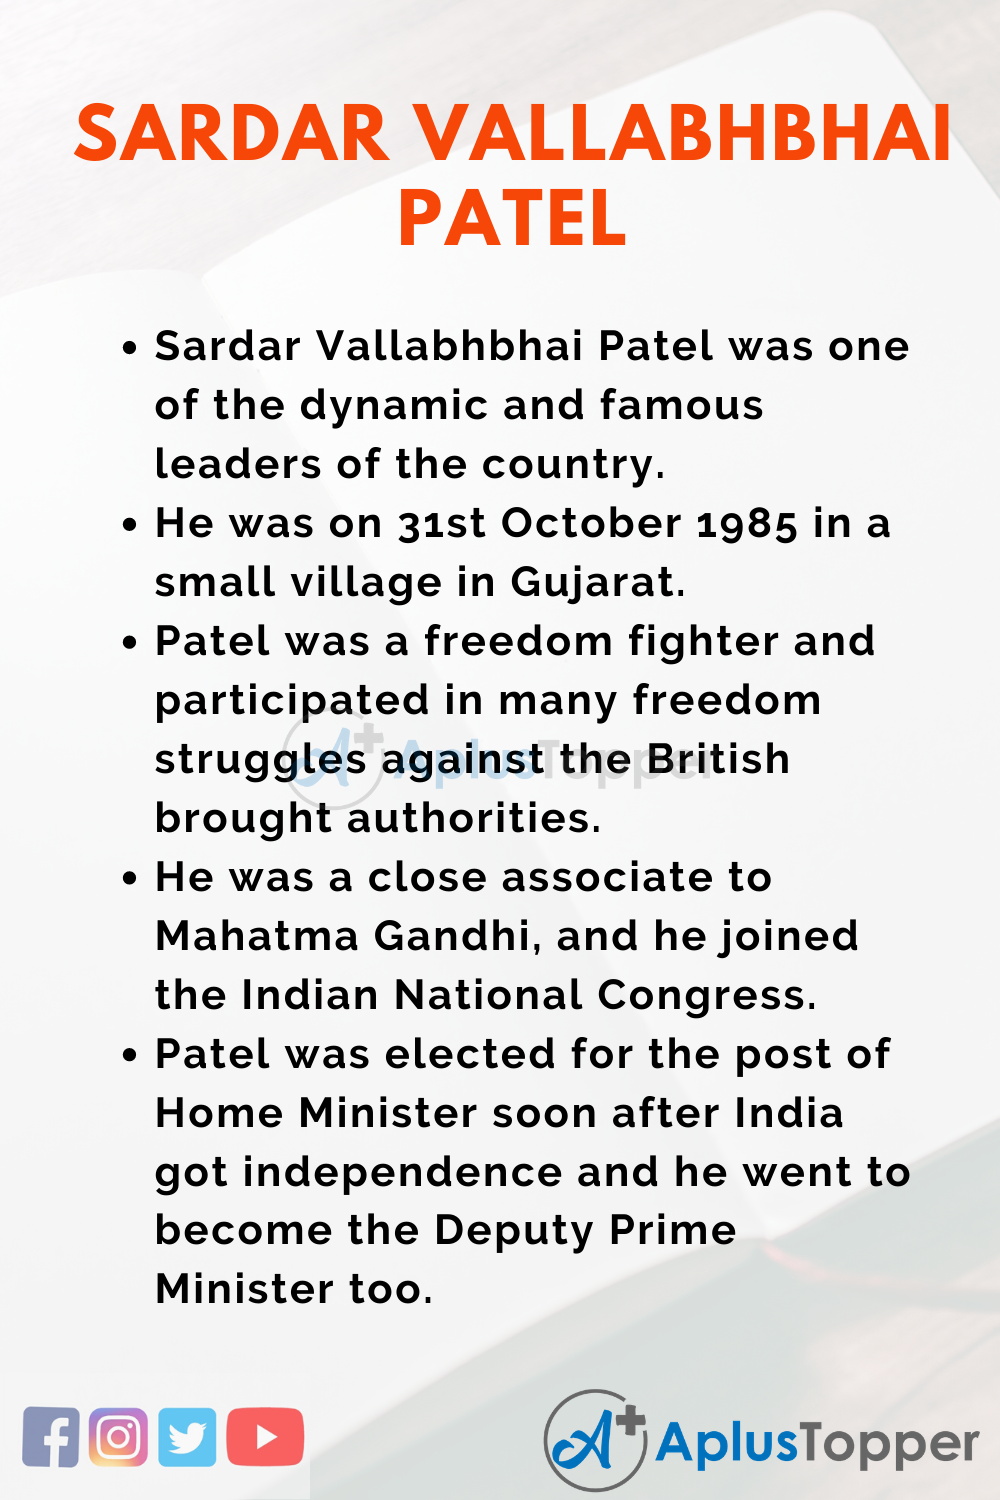 SARDAR VALLABHBHAI
PATEL
• Sardar Vallabhbhai Patel was one
of the dynamic and famous
leaders of the country.
• He was on 31st October 1985 in a
small village in Gujarat.
• Patel was a freedom fighter and
participated in many freedom
struggles against the British
brought authorities.
• He was a close associate to
Mahatma Gandhi, and he joined
the Indian National Congress.
• Patel was elected for the post of
Home Minister soon after India
got independence and he went to
become the Deputy Prime
Minister too.
AplusTopper
A+ AplusTopper